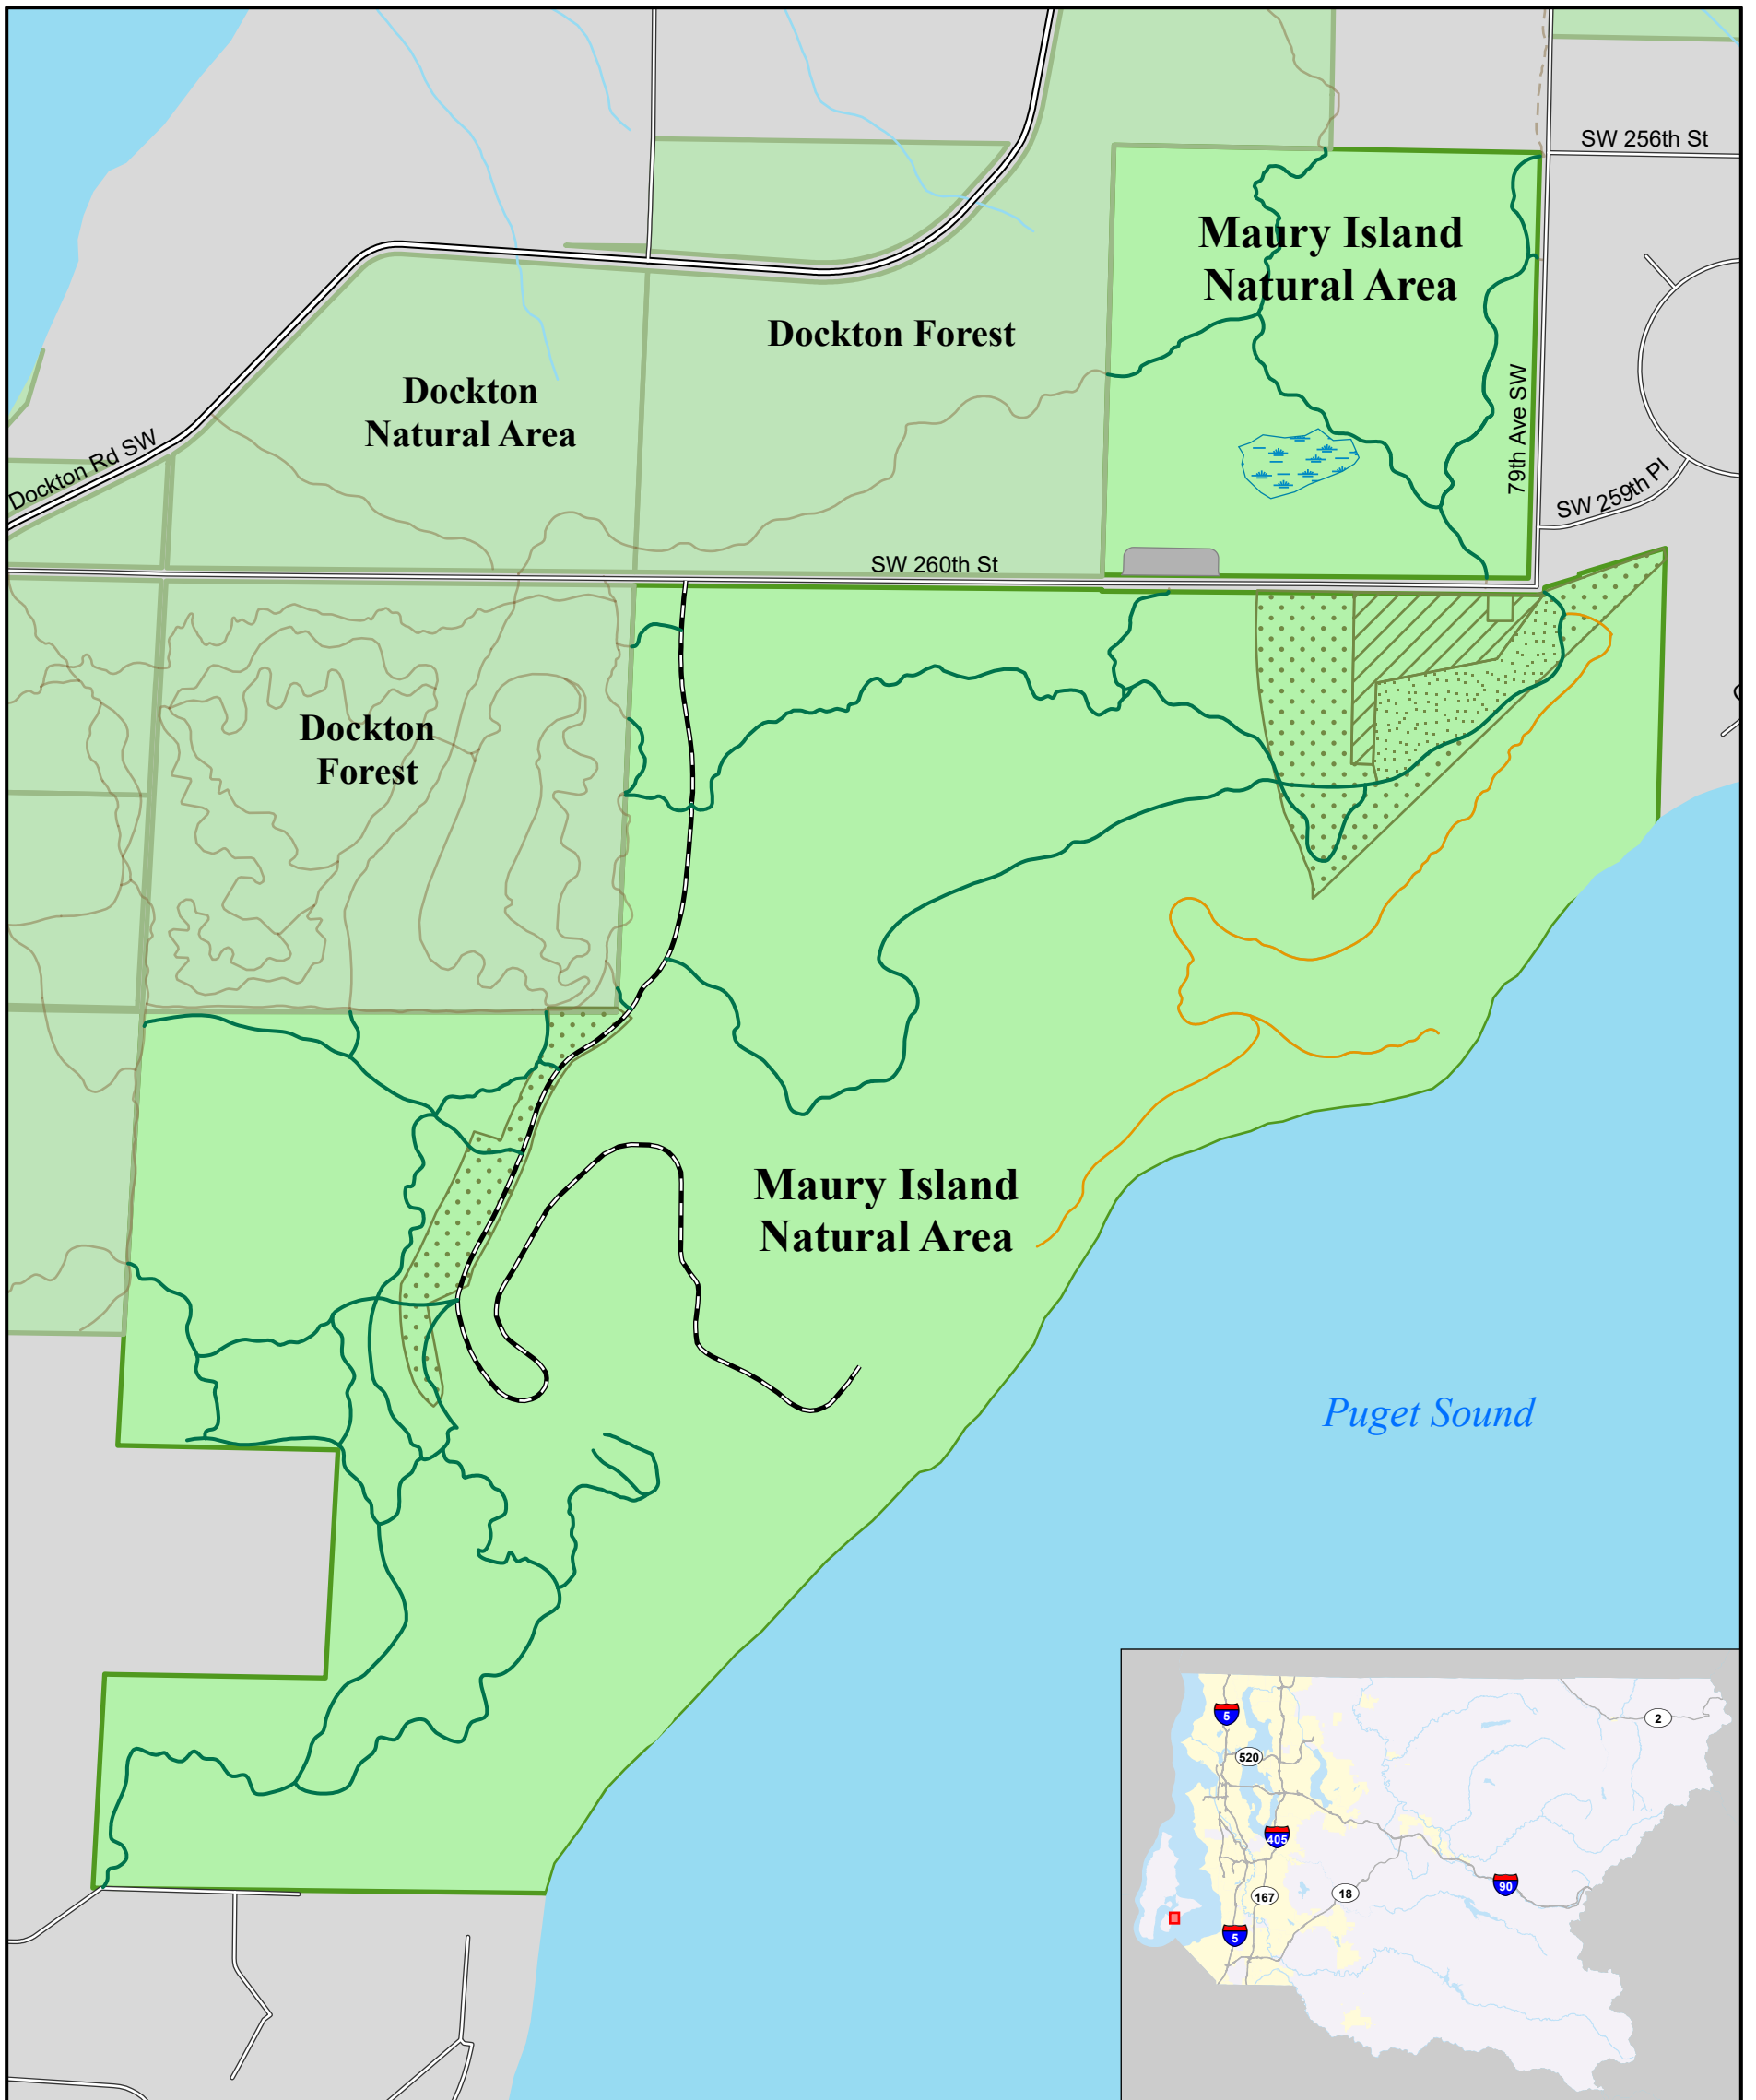 SW 256th St
Maury Island
Natural Area
Dockton Forest
Dockton
Natural Area
79th Ave SW
Dockton Rd SW
SW 259th Pl
SW 260th St
Dockton
Forest
Maury Island
Natural Area
Puget Sound
5
2
520
405
90
18
167
5